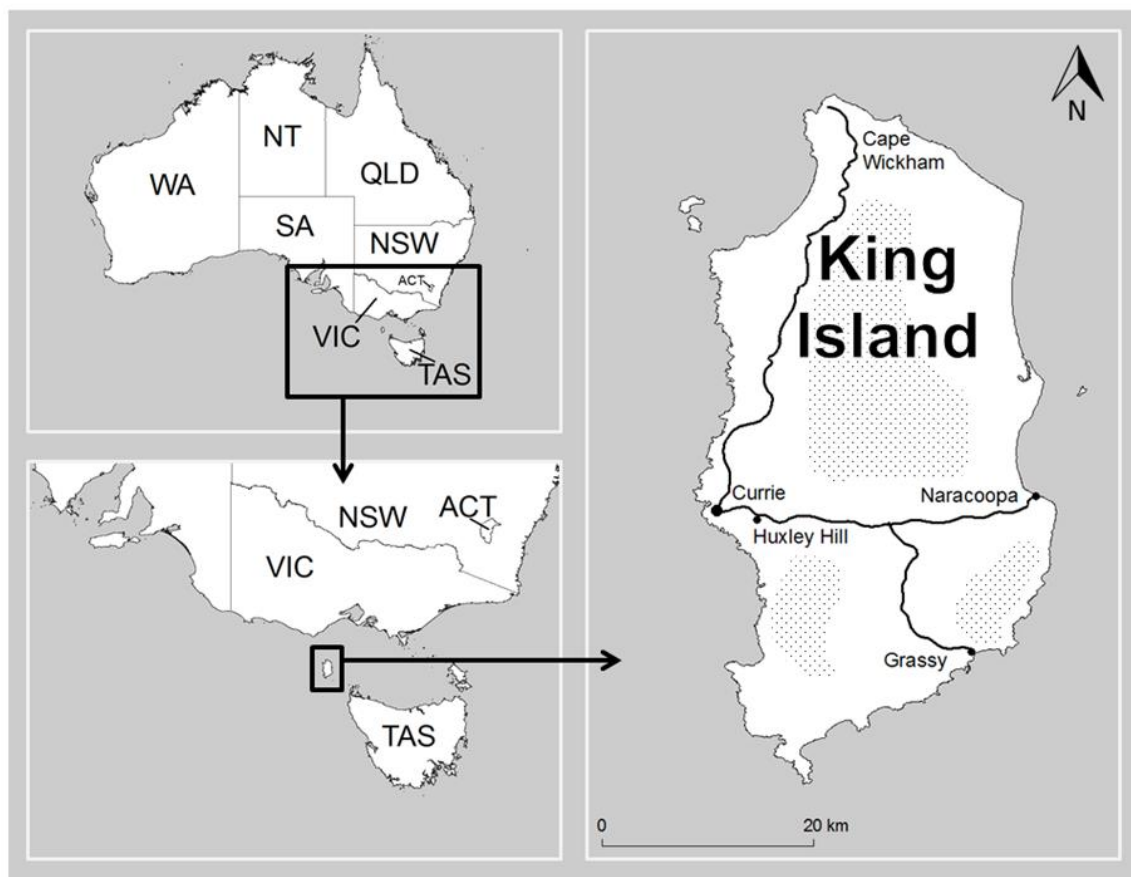 NT
WA
QLD
SA
NSW
ACT
VIC
TAS
NSW
ACT
VIC
TAS
N
Cape
Wickham
King
Island
Currie
Naracoopa
Huxley Hill
Grassy
0
20 km